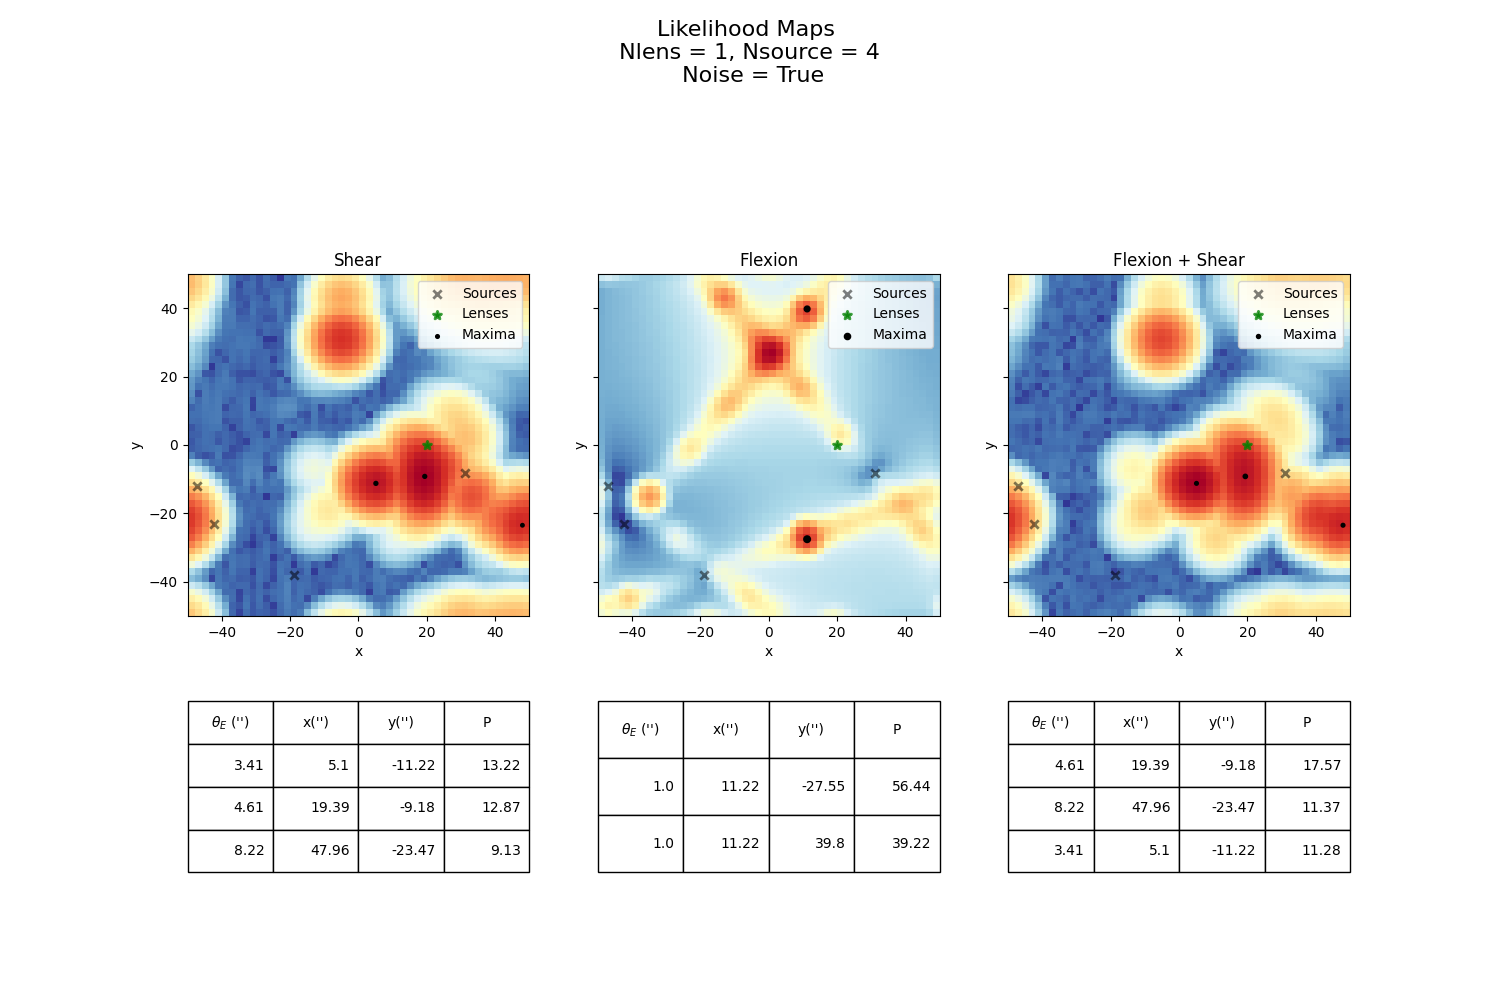 Likelihood Maps
Nlens = 1, Nsource = 4
Noise = True
Shear
Flexion
Flexion + Shear
Sources
Lenses
Maxima
Sources
Lenses
Maxima
Sources
Lenses
Maxima
y
40
20
0
−20
−40
−40 −20 0 20 40
x
y
−40 −20 0 20 40
x
y
−40 −20 0 20 40
x
θ_E ('') x('') y('') P
3.41 5.1 -11.22 13.22
4.61 19.39 -9.18 12.87
8.22 47.96 -23.47 9.13
θ_E ('') x('') y('') P
1.0 11.22 -27.55 56.44
1.0 11.22 39.8 39.22
θ_E ('') x('') y('') P
4.61 19.39 -9.18 17.57
8.22 47.96 -23.47 11.37
3.41 5.1 -11.22 11.28